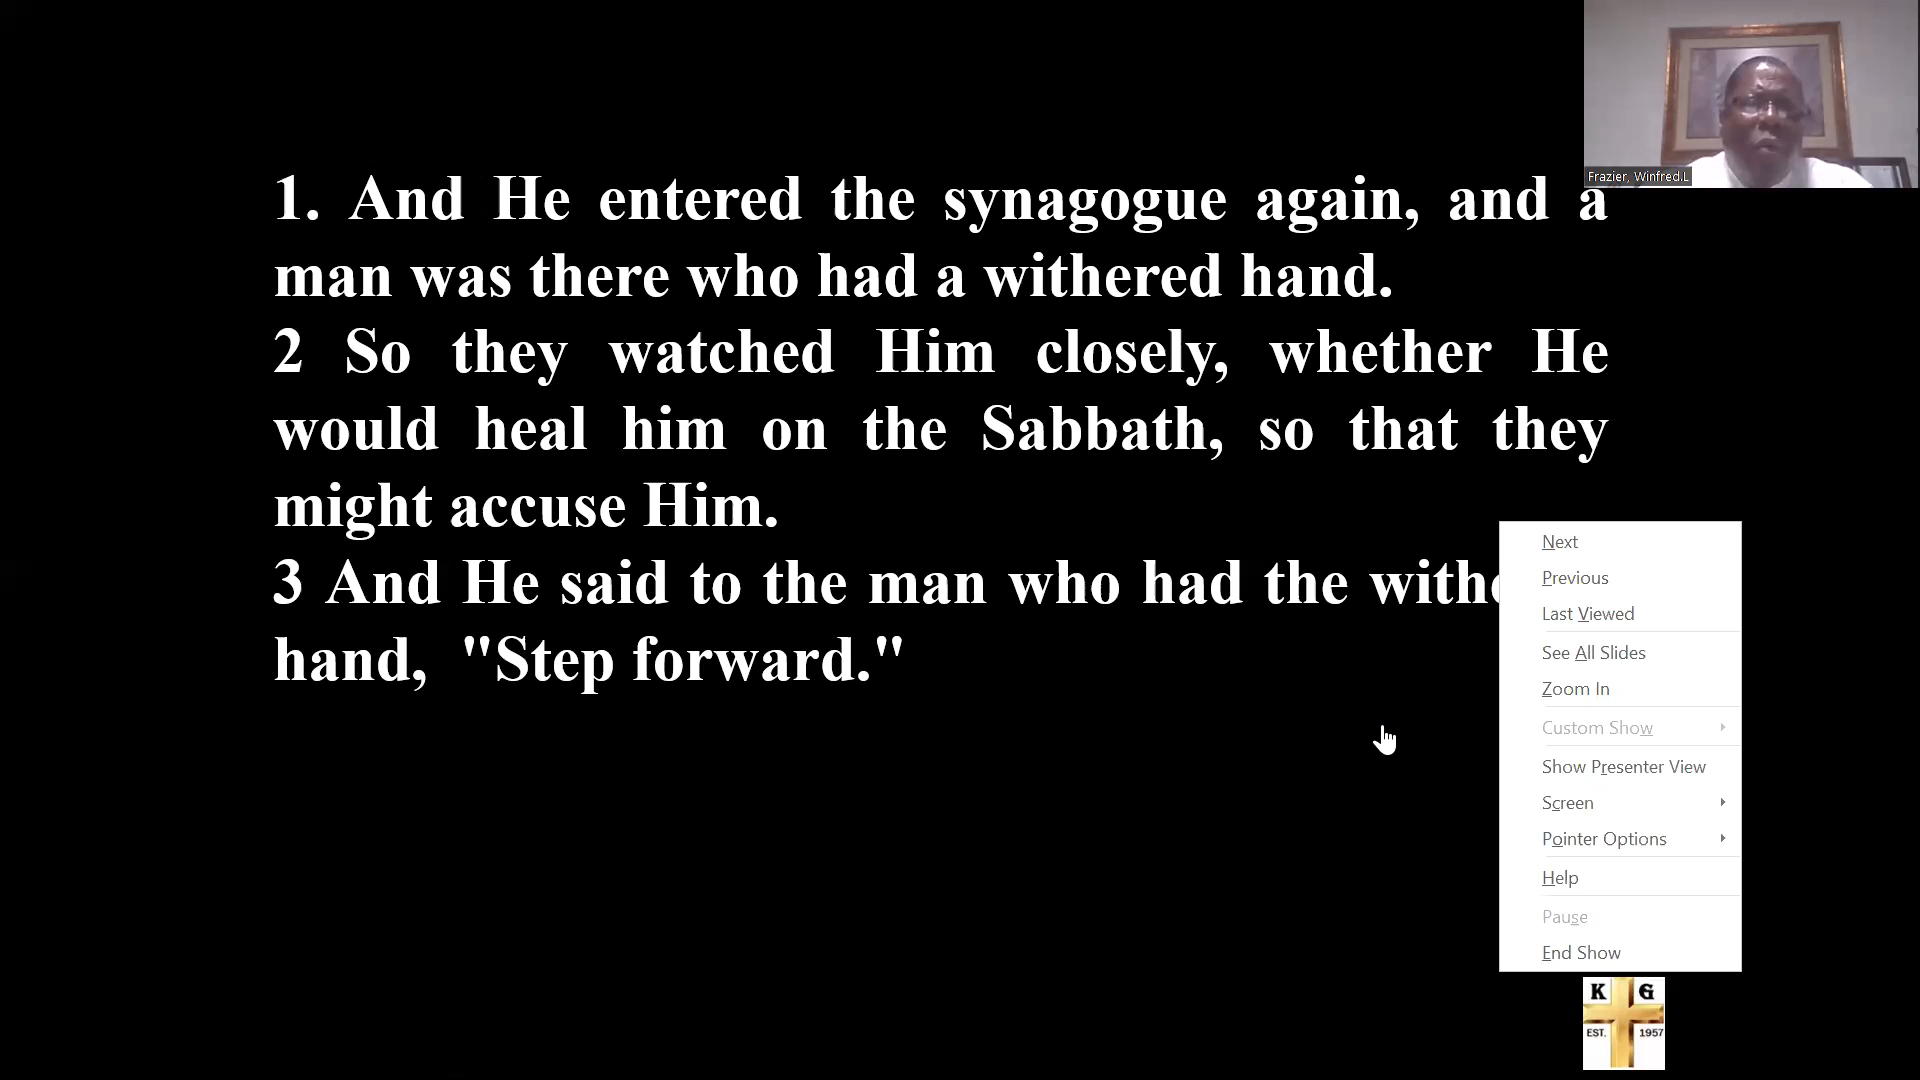 Frazier, Winfred.L
1. And He entered the synagogue again, and a
man was there who had a withered hand.
2 So they watched Him closely, whether He
would heal him on the Sabbath, so that they
might accuse Him.
3 And He said to the man who had the
hand, "Step forward."
Next
Previous
Last Viewed
See All Slides
Zoom In
Custom Show
Show Presenter View
Screen
Pointer Options
Help
Pause
End Show
K G
EST. 1957